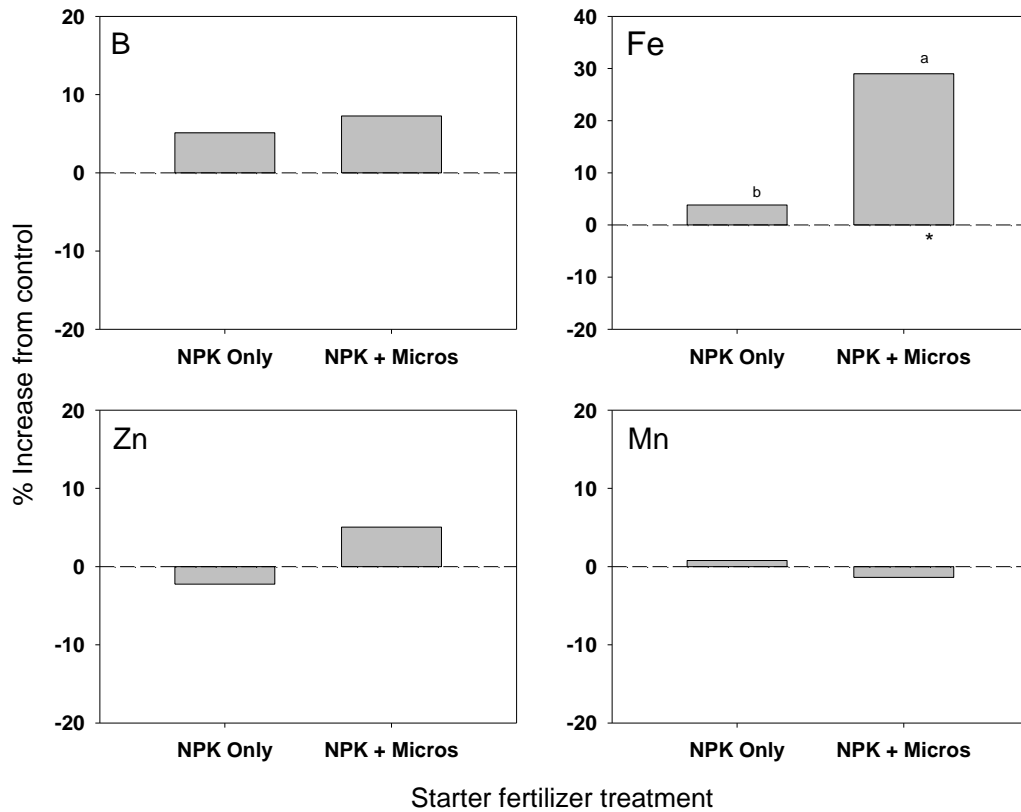 % Increase from control
B
20
10
0
-10
-20
NPK Only NPK + Micros
Fe
40
30
20
10
0
-10
-20
a
b
*
NPK Only NPK + Micros
Zn
20
10
0
-10
-20
NPK Only NPK + Micros
Mn
20
10
0
-10
-20
NPK Only NPK + Micros
Starter fertilizer treatment